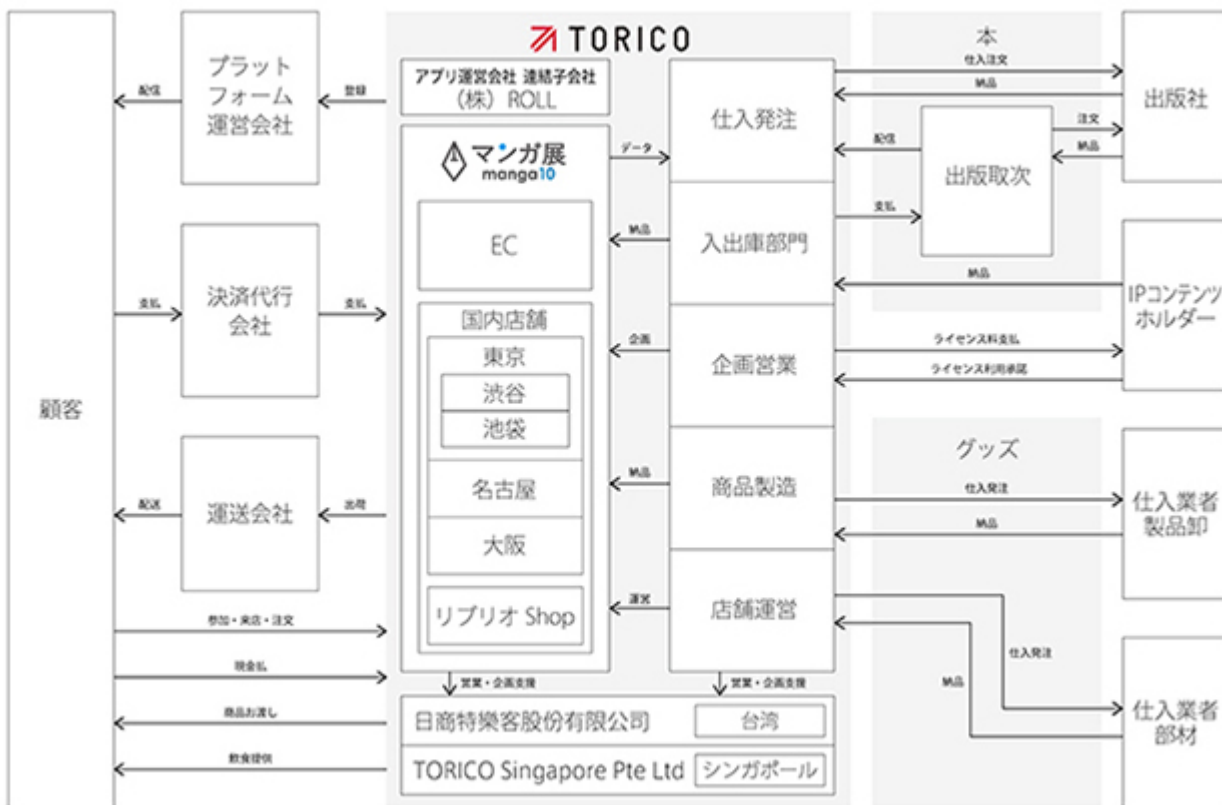 TORICO
顧客
プラット
フォーム
運営会社
配信
登録
決済代行
会社
支払
支払
運送会社
配送
出荷
参加・来店・注文
現金払
商品お渡し
飲食提供
アプリ運営会社 連結子会社
(株) ROLL
マンガ展
manga10
EC
国内店舗
東京
渋谷
池袋
名古屋
大阪
リブリオ Shop
データ
納品
企画
納品
運営
仕入発注
入出庫部門
企画営業
商品製造
店舗運営
営業・企画支援
営業・企画支援
日商特樂客股份有限公司
台湾
TORICO Singapore Pte Ltd
シンガポール
本
仕入注文
納品
配信
注文
納品
出版取次
支払
納品
ライセンス料支払
ライセンス利用承諾
グッズ
仕入発注
納品
仕入発注
納品
出版社
IPコンテンツ
ホルダー
仕入業者
製品卸
仕入業者
部材